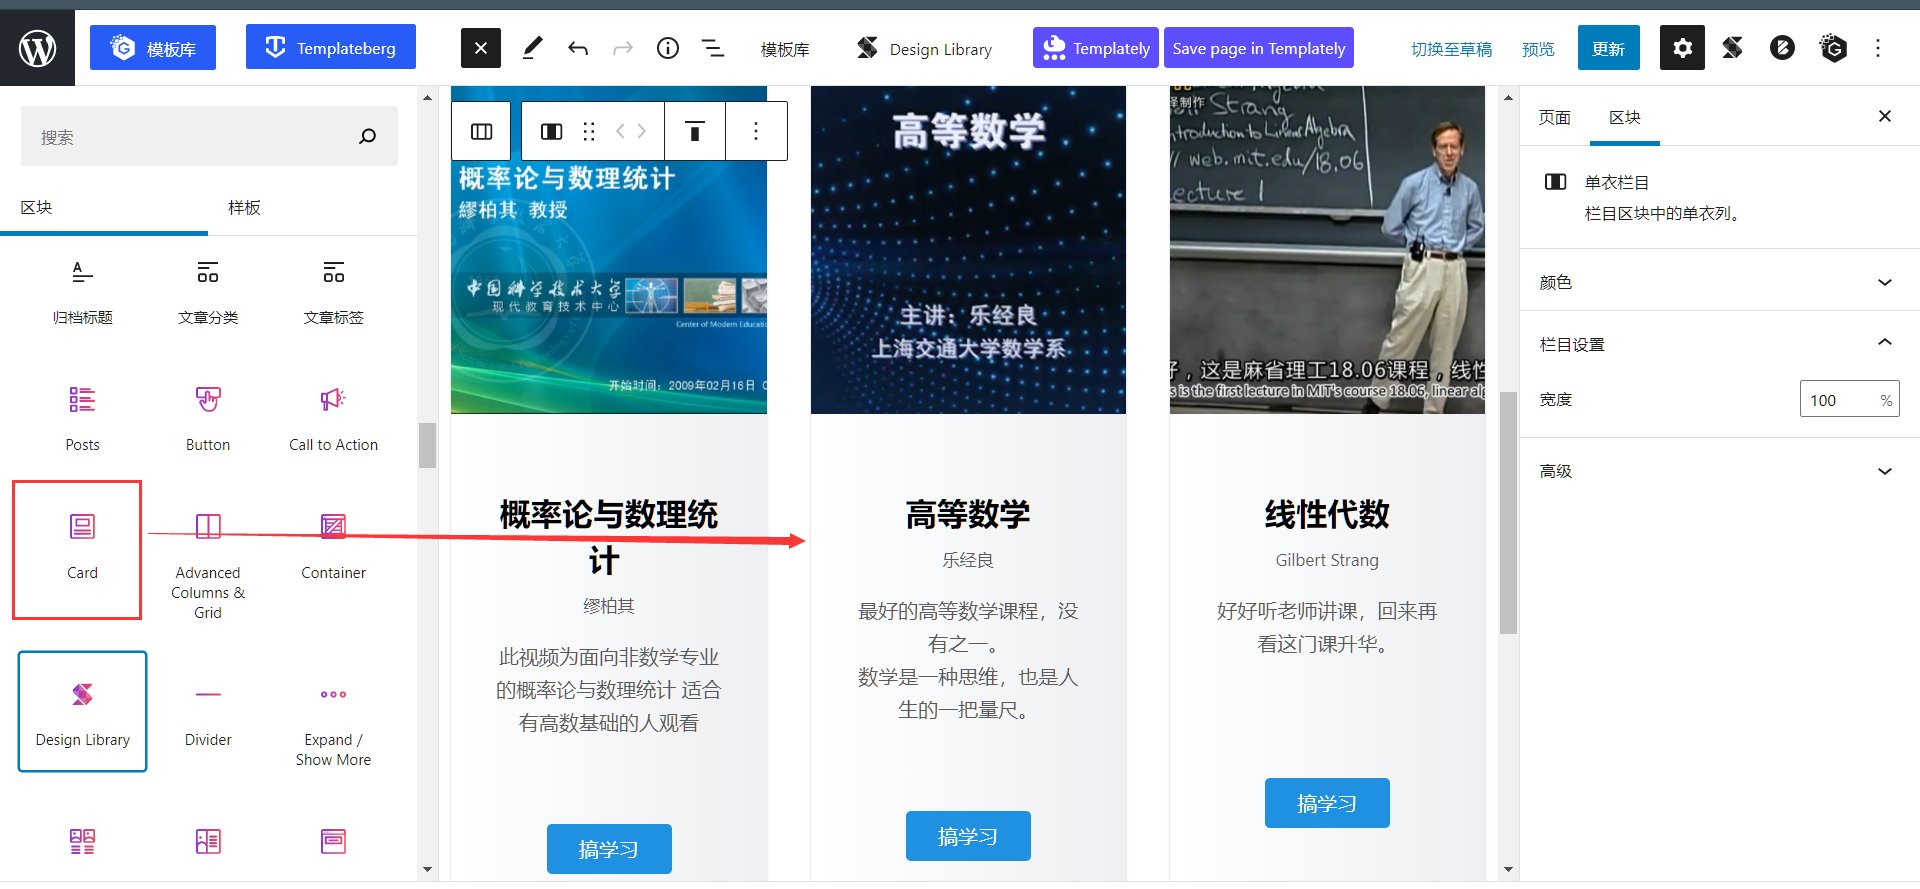 模板库
Templateberg
模板库
Design Library
Templately
Save page in Templately
切换至草稿
预览
更新
搜索
区块
样板
归档标题
文章分类
文章标签
Posts
Button
Call to Action
Card
Advanced
Columns &
Grid
Container
Design Library
Divider
Expand /
Show More
概率论与数理统计
繆柏其 教授
中国科学技术大学
现代教育技术中心
Center of Modern Educatio
开始时间：2009年02月16日
概率论与数理统
计
缪柏其
此视频为面向非数学专业
的概率论与数理统计 适合
有高数基础的人观看
搞学习
高等数学
主讲：乐经良
上海交通大学数学系
高等数学
乐经良
最好的高等数学课程，没
有之一。
数学是一种思维，也是人
生的一把量尺。
搞学习
译制作
Strang
ntroduction to Linear Algebra
// web.mit.edu/18.06
ecture 1
，这是麻省理工18.06课程，线性
s is the first lecture in MIT's course 18.06, linear alg
线性代数
Gilbert Strang
好好听老师讲课，回来再
看这门课升华。
搞学习
页面
区块
单衣栏目
栏目区块中的单衣列。
颜色
栏目设置
宽度
100
%
高级